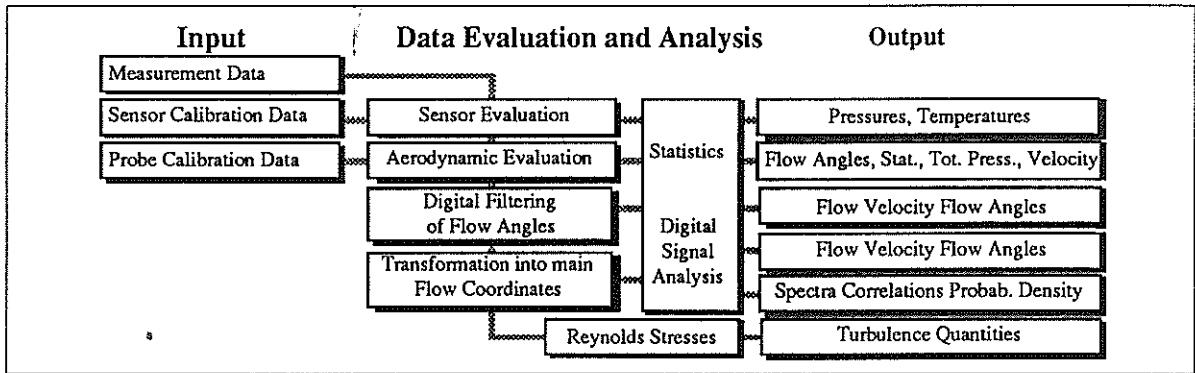 Input
Data Evaluation and Analysis
Output
Measurement Data
Sensor Calibration Data
Sensor Evaluation
Pressures, Temperatures
Probe Calibration Data
Aerodynamic Evaluation
Statistics
Flow Angles, Stat., Tot. Press., Velocity
Digital Filtering
of Flow Angles
Digital
Signal
Analysis
Flow Velocity Flow Angles
Flow Velocity Flow Angles
Transformation into main
Flow Coordinates
Spectra Correlations Probab. Density
Reynolds Stresses
Turbulence Quantities